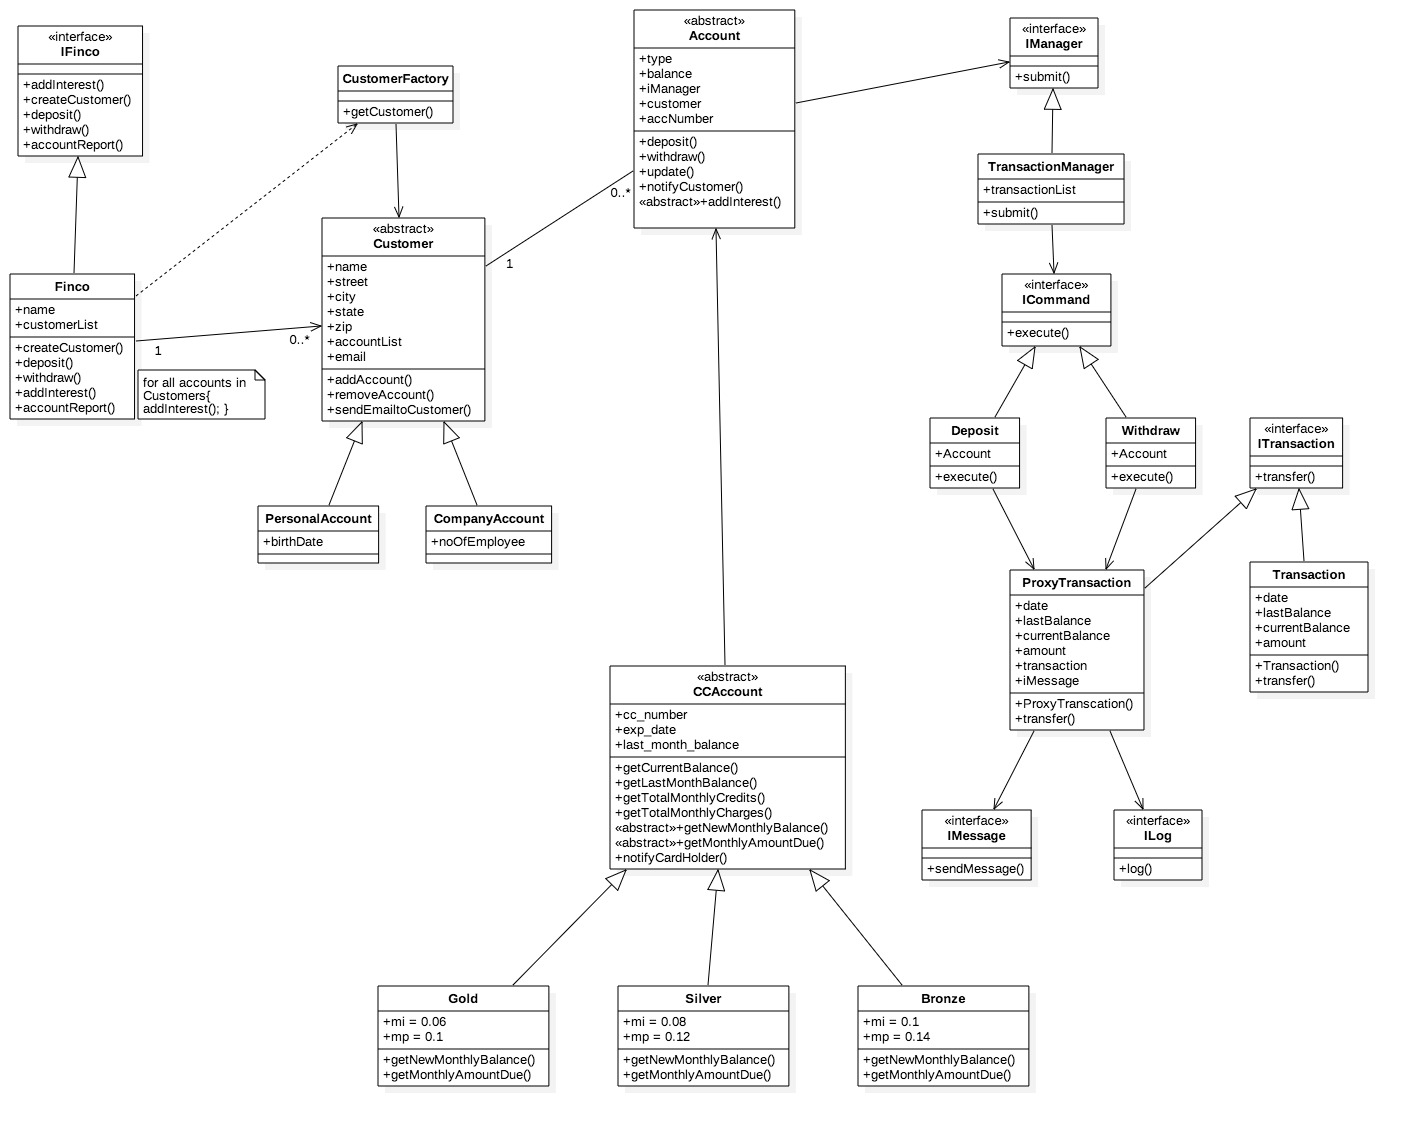 «interface»
IFinco
+addInterest()
+createCustomer()
+deposit()
+withdraw()
+accountReport()
CustomerFactory
+getCustomer()
«abstract»
Account
+type
+balance
+iManager
+customer
+accNumber
+deposit()
+withdraw()
+update()
+notifyCustomer()
«abstract»+addInterest()
«interface»
IManager
+submit()
TransactionManager
+transactionList
+submit()
0..*
1
«abstract»
Customer
+name
+street
+city
+state
+zip
+accountList
+email
+addAccount()
+removeAccount()
+sendEmailtoCustomer()
Finco
+name
+customerList
+createCustomer()
+deposit()
+withdraw()
+addInterest()
+accountReport()
1
0..*
for all accounts in
Customers{
addInterest(); }
«interface»
ICommand
+execute()
Deposit
+Account
+execute()
Withdraw
+Account
+execute()
«interface»
ITransaction
+transfer()
PersonalAccount
+birthDate
CompanyAccount
+noOfEmployee
ProxyTransaction
+date
+lastBalance
+currentBalance
+amount
+transaction
+iMessage
+ProxyTranscation()
+transfer()
Transaction
+date
+lastBalance
+currentBalance
+amount
+Transaction()
+transfer()
«abstract»
CCAccount
+cc_number
+exp_date
+last_month_balance
+getCurrentBalance()
+getLastMonthBalance()
+getTotalMonthlyCredits()
+getTotalMonthlyCharges()
«abstract»+getNewMonthlyBalance()
«abstract»+getMonthlyAmountDue()
+notifyCardHolder()
«interface»
IMessage
+sendMessage()
«interface»
ILog
+log()
Gold
+mi = 0.06
+mp = 0.1
+getNewMonthlyBalance()
+getMonthlyAmountDue()
Silver
+mi = 0.08
+mp = 0.12
+getNewMonthlyBalance()
+getMonthlyAmountDue()
Bronze
+mi = 0.1
+mp = 0.14
+getNewMonthlyBalance()
+getMonthlyAmountDue()